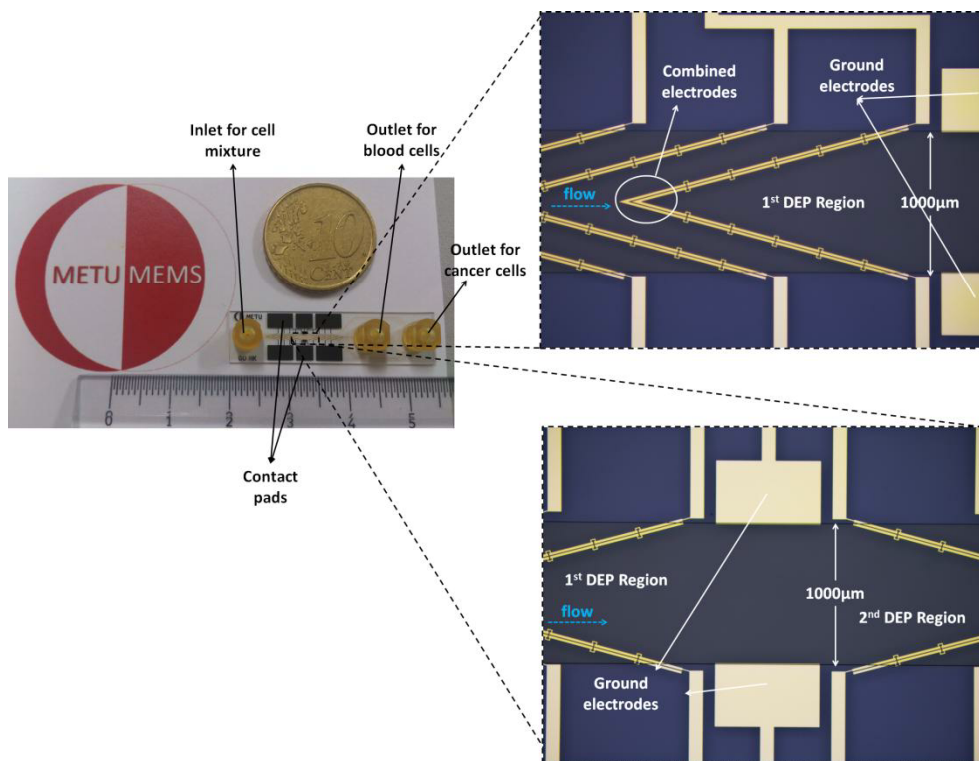 Inlet for cell
mixture
Outlet for
blood cells
Outlet for
cancer cells
METU MEMS
10
CENT
METU
0 1 2 3 4 5
Contact
pads
Combined
electrodes
Ground
electrodes
flow
1st DEP Region
1000μm
1st DEP Region
flow
1000μm
2nd DEP Region
Ground
electrodes